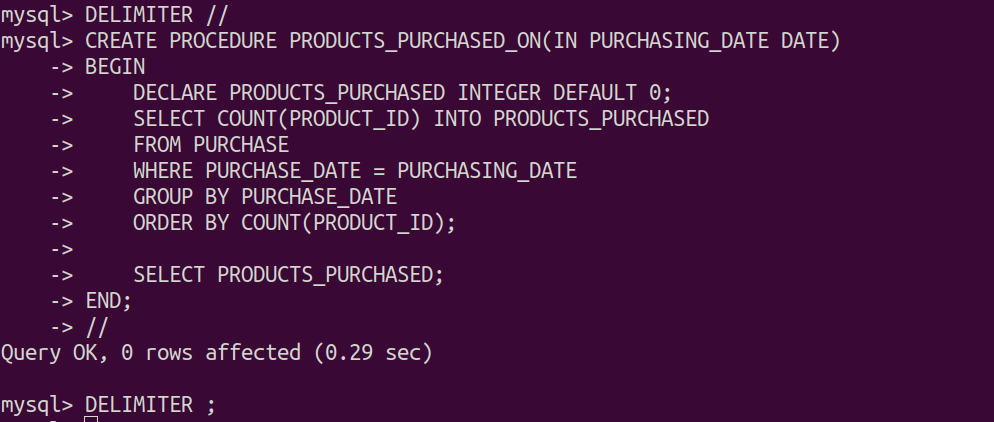 mysql> DELIMITER //
mysql> CREATE PROCEDURE PRODUCTS_PURCHASED_ON(IN PURCHASING_DATE DATE)
    -> BEGIN
    ->     DECLARE PRODUCTS_PURCHASED INTEGER DEFAULT 0;
    ->     SELECT COUNT(PRODUCT_ID) INTO PRODUCTS_PURCHASED
    ->     FROM PURCHASE
    ->     WHERE PURCHASE_DATE = PURCHASING_DATE
    ->     GROUP BY PURCHASE_DATE
    ->     ORDER BY COUNT(PRODUCT_ID);
    ->
    ->     SELECT PRODUCTS_PURCHASED;
    -> END;
    -> //
Query OK, 0 rows affected (0.29 sec)

mysql> DELIMITER ;